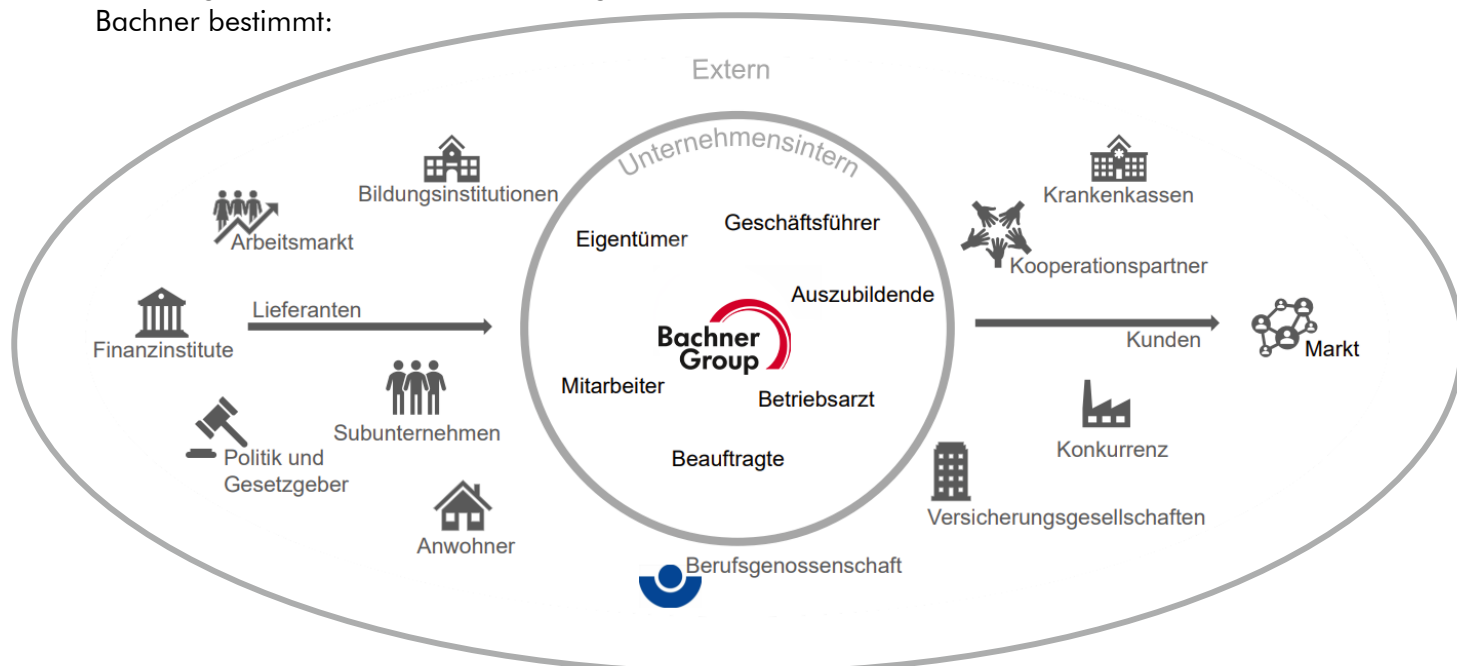 Bachner bestimmt:
Extern
Unternehmensintern
Bildungsinstitutionen
Arbeitsmarkt
Finanzinstitute
Lieferanten
Subunternehmen
Politik und
Gesetzgeber
Anwohner
Eigentümer
Geschäftsführer
Auszubildende
Bachner
Group
Mitarbeiter
Betriebsarzt
Beauftragte
Berufsgenossenschaft
Krankenkassen
Kooperationspartner
Kunden
Markt
Konkurrenz
Versicherungsgesellschaften